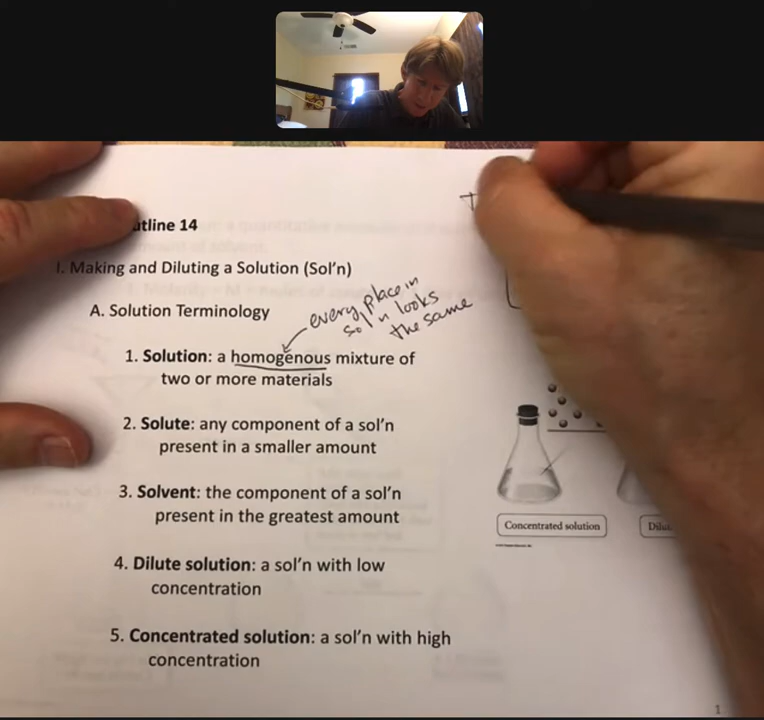 utline 14
I. Making and Diluting a Solution (Sol'n)
A. Solution Terminology
every place in
sol'n looks
the same
1. Solution: a homogenous mixture of
two or more materials
2. Solute: any component of a sol'n
present in a smaller amount
3. Solvent: the component of a sol'n
present in the greatest amount
4. Dilute solution: a sol'n with low
concentration
5. Concentrated solution: a sol'n with high
concentration
Concentrated solution
Dilu
1